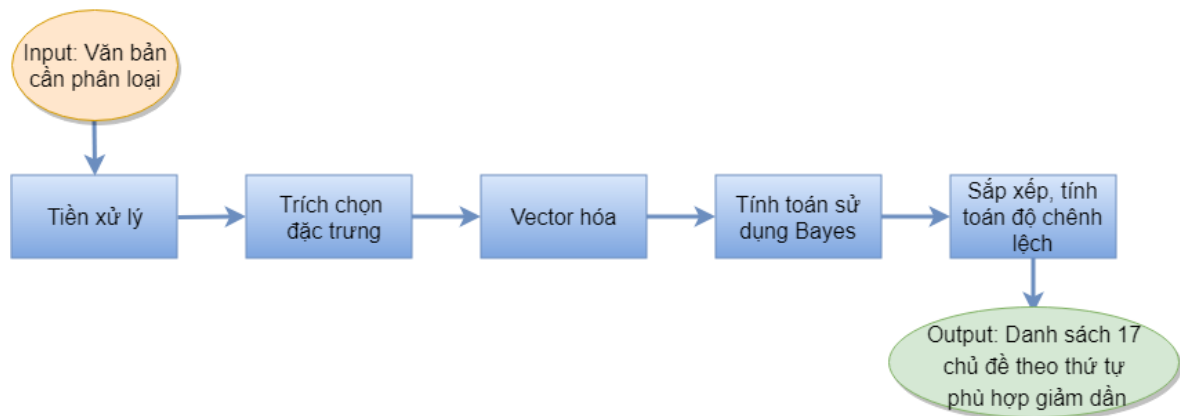 Input: Văn bản
cần phân loại
Tiền xử lý
Trích chọn
đặc trưng
Vector hóa
Tính toán sử
dụng Bayes
Sắp xếp, tính
toán độ chênh
lệch
Output: Danh sách 17
chủ đề theo thứ tự
phù hợp giảm dần